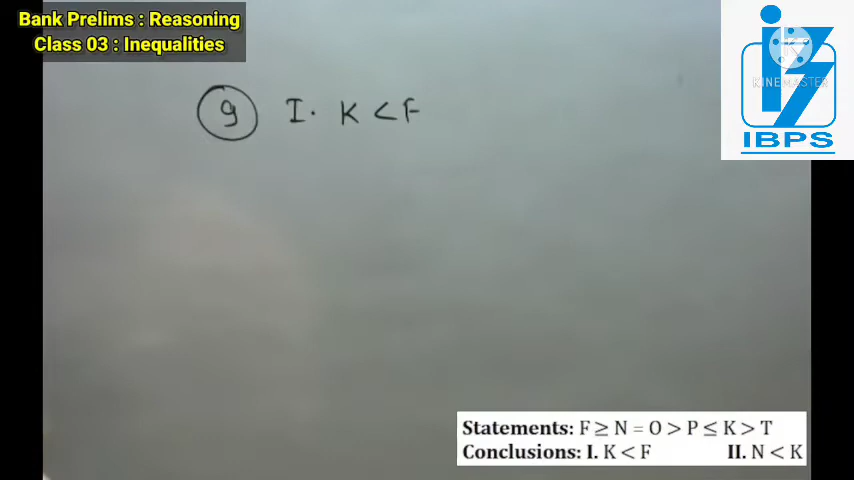 Bank Prelims : Reasoning
Class 03 : Inequalities
KINEMASTER
IBPS
9 I. K < F
Statements: F ≥ N = O > P ≤ K > T
Conclusions: I. K < F II. N < K